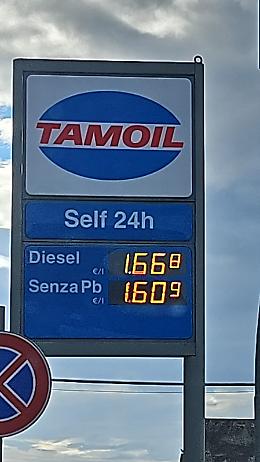 TAMOIL
Self 24h
Diesel €/l 1.668
Senza Pb €/l 1.609